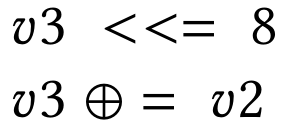 v3 <<= 8
v3 ⊕ = v2